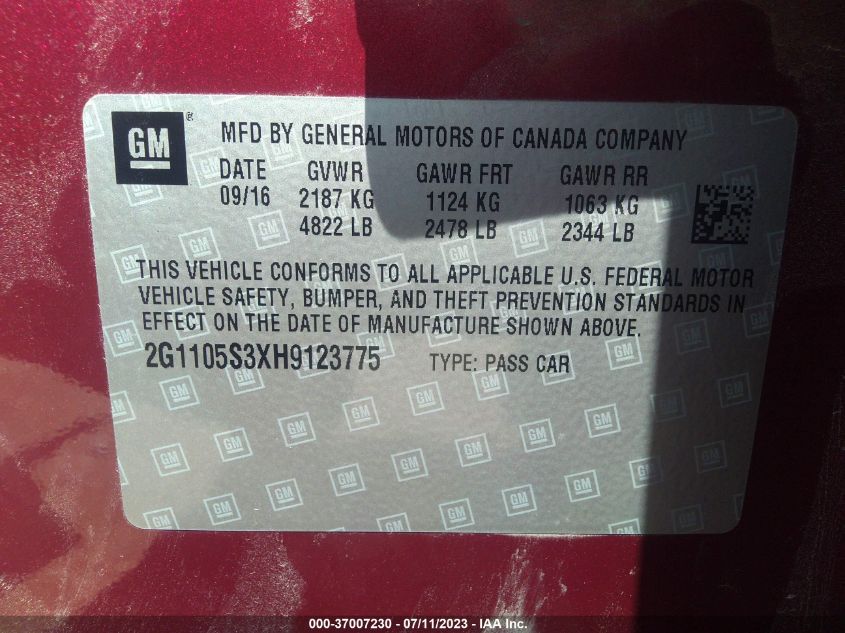 GM ® MFD BY GENERAL MOTORS OF CANADA COMPANY
DATE GVWR GAWR FRT GAWR RR
09/16 2187 KG 1124 KG 1063 KG
4822 LB 2478 LB 2344 LB
THIS VEHICLE CONFORMS TO ALL APPLICABLE U.S. FEDERAL MOTOR
VEHICLE SAFETY, BUMPER, AND THEFT PREVENTION STANDARDS IN
EFFECT ON THE DATE OF MANUFACTURE SHOWN ABOVE.
2G1105S3XH9123775 TYPE: PASS CAR
000-37007230 - 07/11/2023 - IAA Inc.